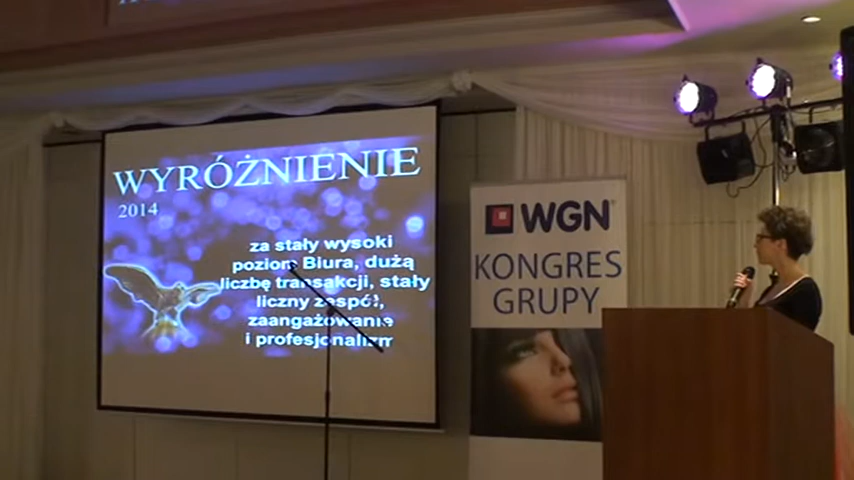 WYRÓŻNIENIE
2014
za stały wysoki
poziom Biura, dużą
liczbę transakcji, stały
liczny zespół,
zaangażowanie
i profesjonalizm
WGN®
KONGRES
GRUPY